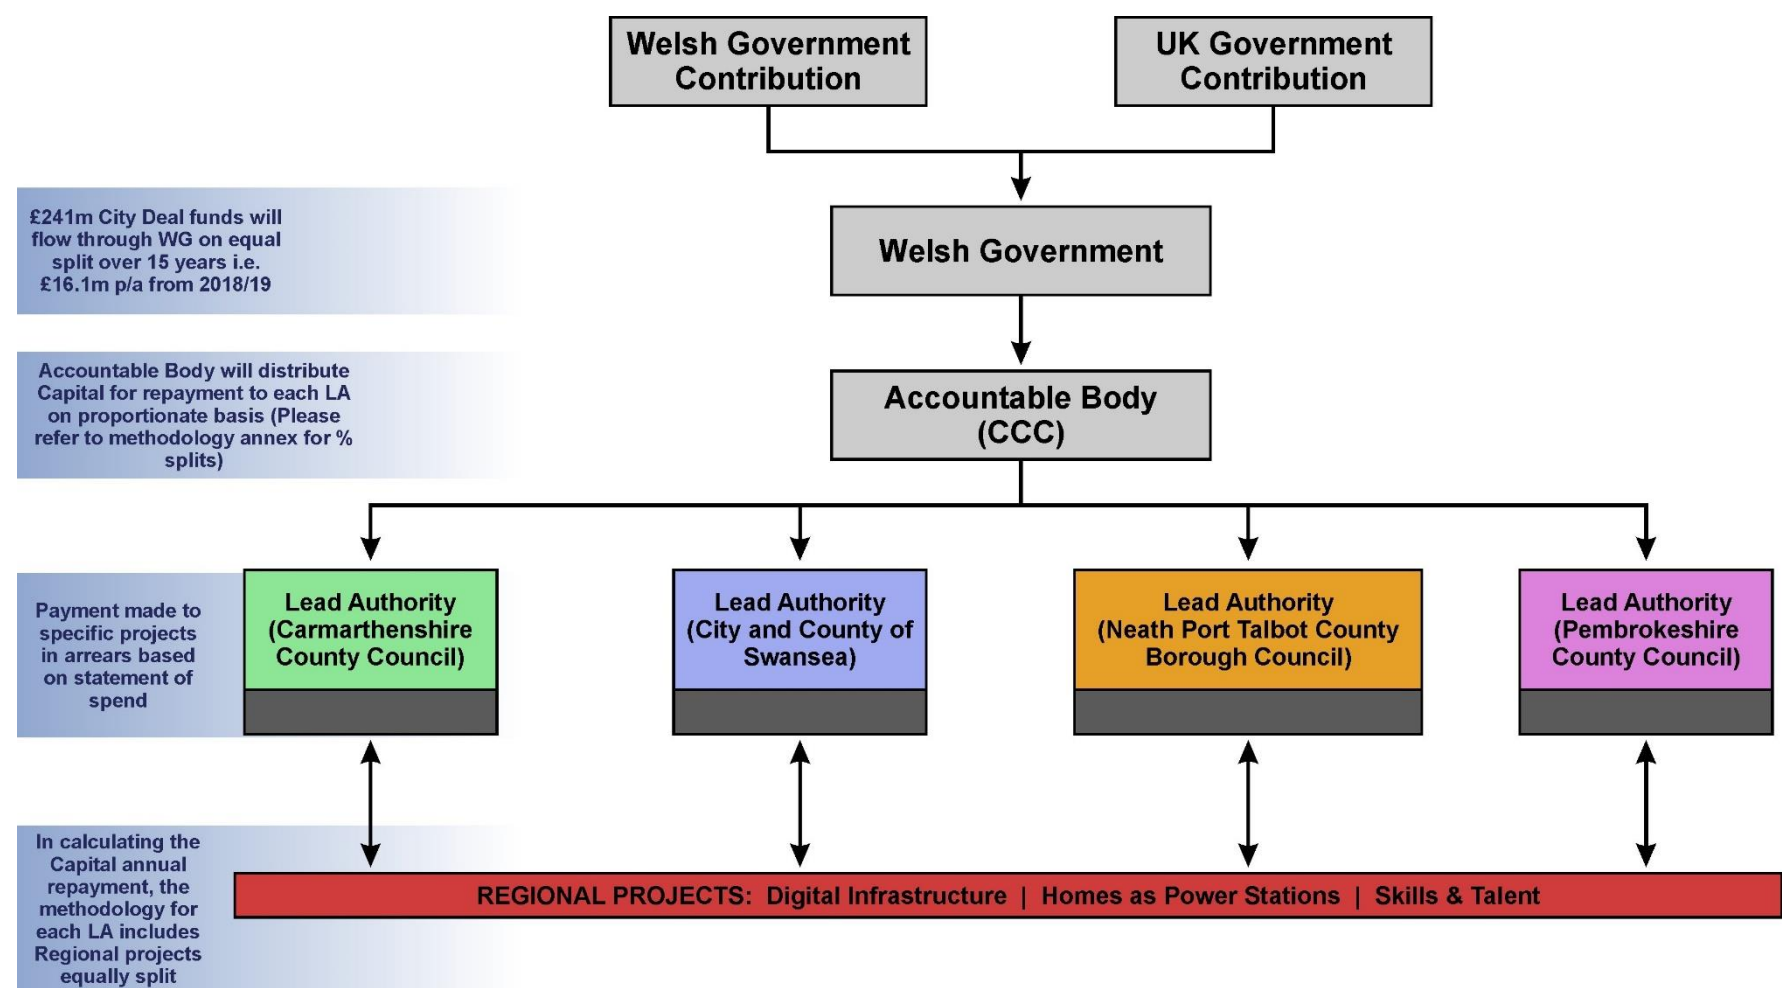 Welsh Government
Contribution
UK Government
Contribution
£241m City Deal funds will
flow through WG on equal
split over 15 years i.e.
£16.1m p/a from 2018/19
Welsh Government
Accountable Body will distribute
Capital for repayment to each LA
on proportionate basis (Please
refer to methodology annex for %
splits)
Accountable Body
(CCC)
Payment made to
specific projects
in arrears based
on statement of
spend
Lead Authority
(Carmarthenshire
County Council)
Lead Authority
(City and County of
Swansea)
Lead Authority
(Neath Port Talbot County
Borough Council)
Lead Authority
(Pembrokeshire
County Council)
In calculating the
Capital annual
repayment, the
methodology for
each LA includes
Regional projects
equally split
REGIONAL PROJECTS: Digital Infrastructure | Homes as Power Stations | Skills & Talent